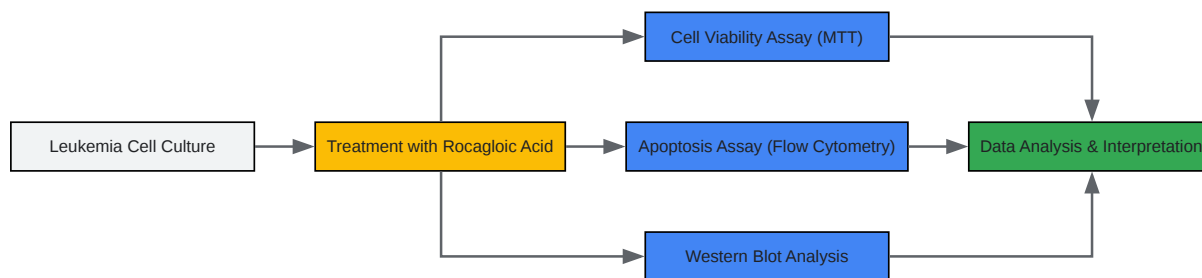 Leukemia Cell Culture
Treatment with Rocagloic Acid
Cell Viability Assay (MTT)
Apoptosis Assay (Flow Cytometry)
Western Blot Analysis
Data Analysis & Interpretation